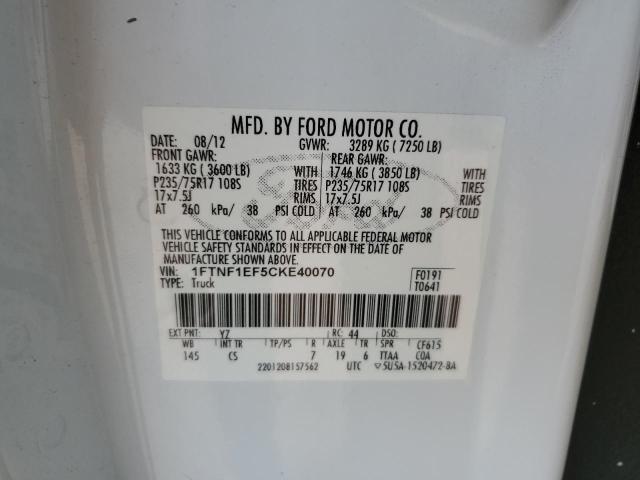 MFD. BY FORD MOTOR CO.
DATE: 08/12 GVWR: 3289 KG ( 7250 LB)
FRONT GAWR: REAR GAWR:
1633 KG ( 3600 LB) WITH 1746 KG ( 3850 LB) WITH
P235/75R17 108S TIRES P235/75R17 108S TIRES
17x7.5J RIMS 17x7.5J RIMS
AT 260 kPa/ 38 PSI COLD AT 260 kPa/ 38 PSI COLD
THIS VEHICLE CONFORMS TO ALL APPLICABLE FEDERAL MOTOR
VEHICLE SAFETY STANDARDS IN EFFECT ON THE DATE OF
MANUFACTURE SHOWN ABOVE.
VIN: 1FTNF1EF5CKE40070 F0191
TYPE: Truck T0641
EXT PNT: YZ RC: 44 DSO:
WB INT TR TP/PS R AXLE TR SPR CF615
145 CS 7 19 6 TTAA COA
2201208157562 UTC ▽5U5A-1520472-BA